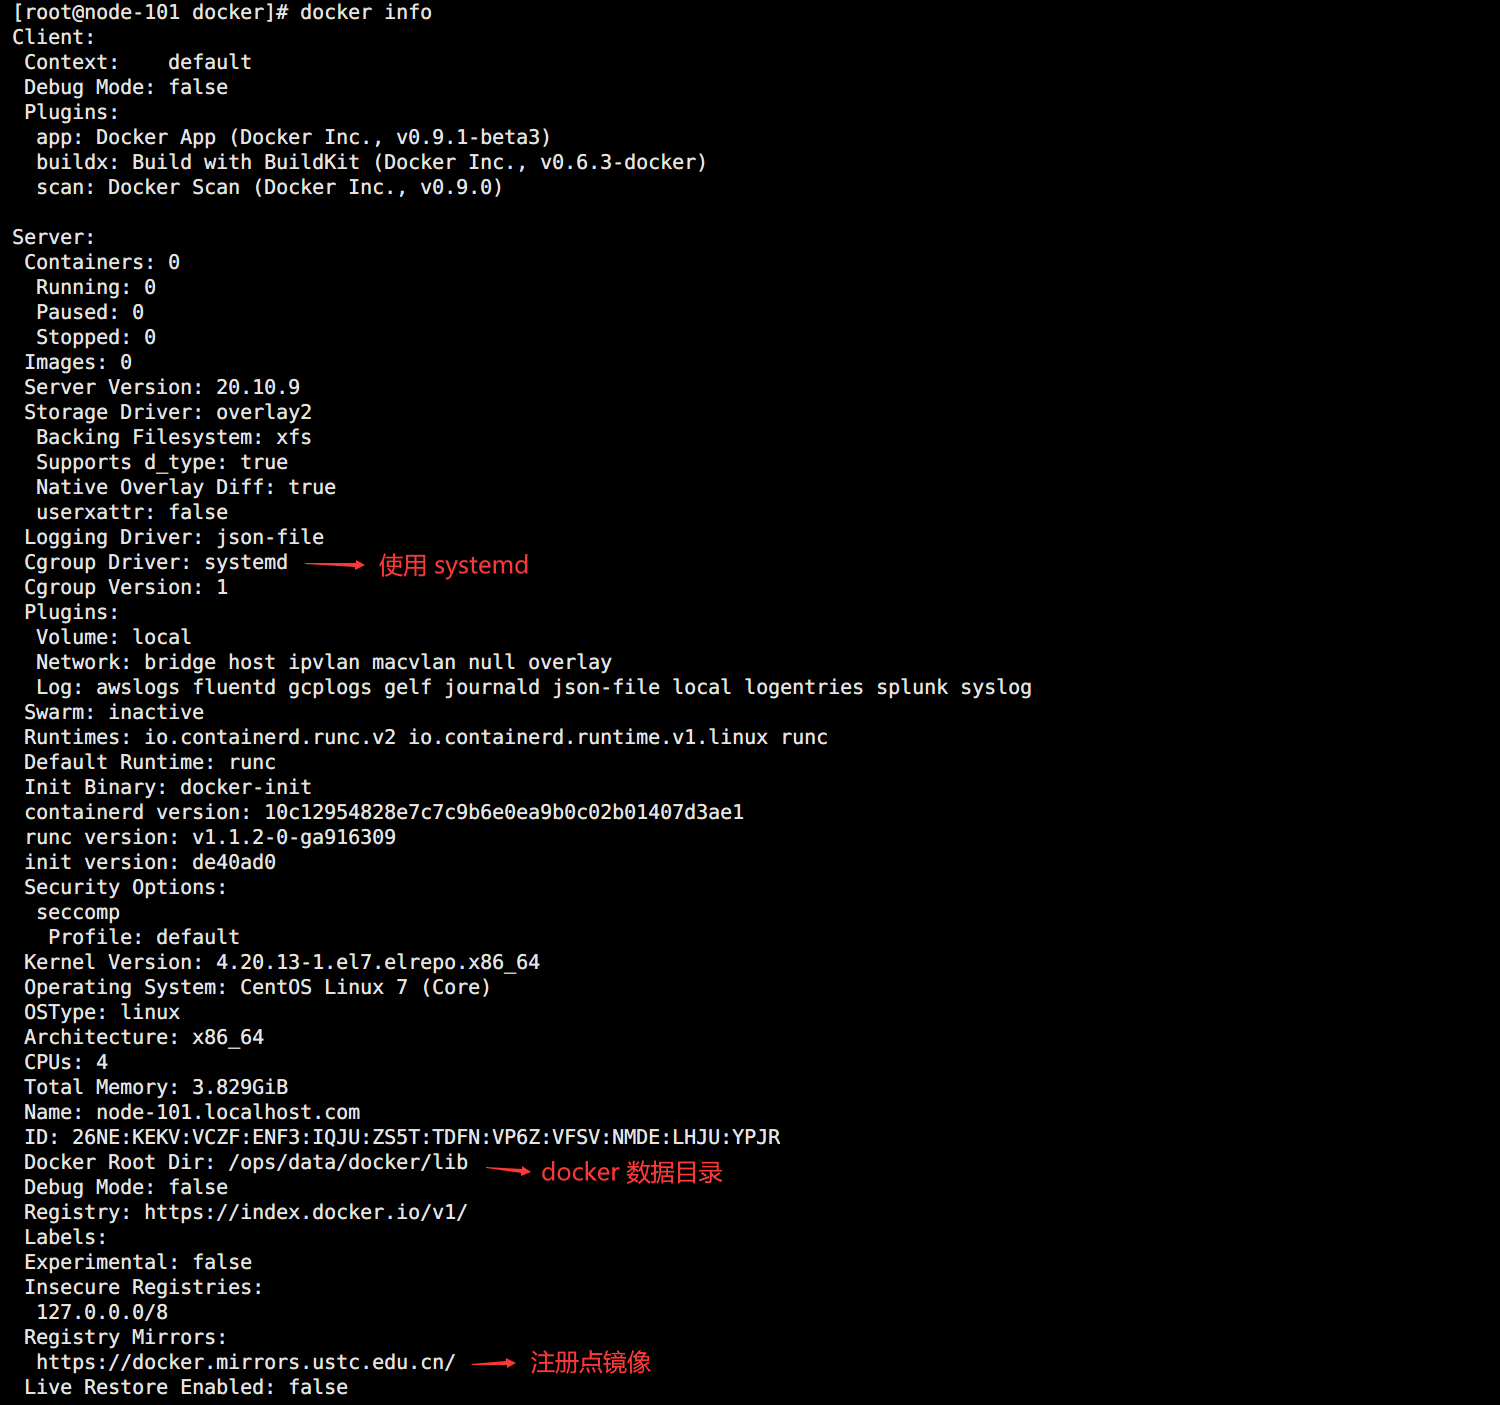 [root@node-101 docker]# docker info
Client:
 Context:    default
 Debug Mode: false
 Plugins:
  app: Docker App (Docker Inc., v0.9.1-beta3)
  buildx: Build with BuildKit (Docker Inc., v0.6.3-docker)
  scan: Docker Scan (Docker Inc., v0.9.0)

Server:
 Containers: 0
  Running: 0
  Paused: 0
  Stopped: 0
 Images: 0
 Server Version: 20.10.9
 Storage Driver: overlay2
  Backing Filesystem: xfs
  Supports d_type: true
  Native Overlay Diff: true
  userxattr: false
 Logging Driver: json-file
 Cgroup Driver: systemd 使用 systemd
 Cgroup Version: 1
 Plugins:
  Volume: local
  Network: bridge host ipvlan macvlan null overlay
  Log: awslogs fluentd gcplogs gelf journald json-file local logentries splunk syslog
 Swarm: inactive
 Runtimes: io.containerd.runc.v2 io.containerd.runtime.v1.linux runc
 Default Runtime: runc
 Init Binary: docker-init
 containerd version: 10c12954828e7c7c9b6e0ea9b0c02b01407d3ae1
 runc version: v1.1.2-0-ga916309
 init version: de40ad0
 Security Options:
  seccomp
   Profile: default
 Kernel Version: 4.20.13-1.el7.elrepo.x86_64
 Operating System: CentOS Linux 7 (Core)
 OSType: linux
 Architecture: x86_64
 CPUs: 4
 Total Memory: 3.829GiB
 Name: node-101.localhost.com
 ID: 26NE:KEKV:VCZF:ENF3:IQJU:ZS5T:TDFN:VP6Z:VFSV:NMDE:LHJU:YPJR
 Docker Root Dir: /ops/data/docker/lib docker 数据目录
 Debug Mode: false
 Registry: https://index.docker.io/v1/
 Labels:
 Experimental: false
 Insecure Registries:
  127.0.0.0/8
 Registry Mirrors:
  https://docker.mirrors.ustc.edu.cn/ 注册点镜像
 Live Restore Enabled: false